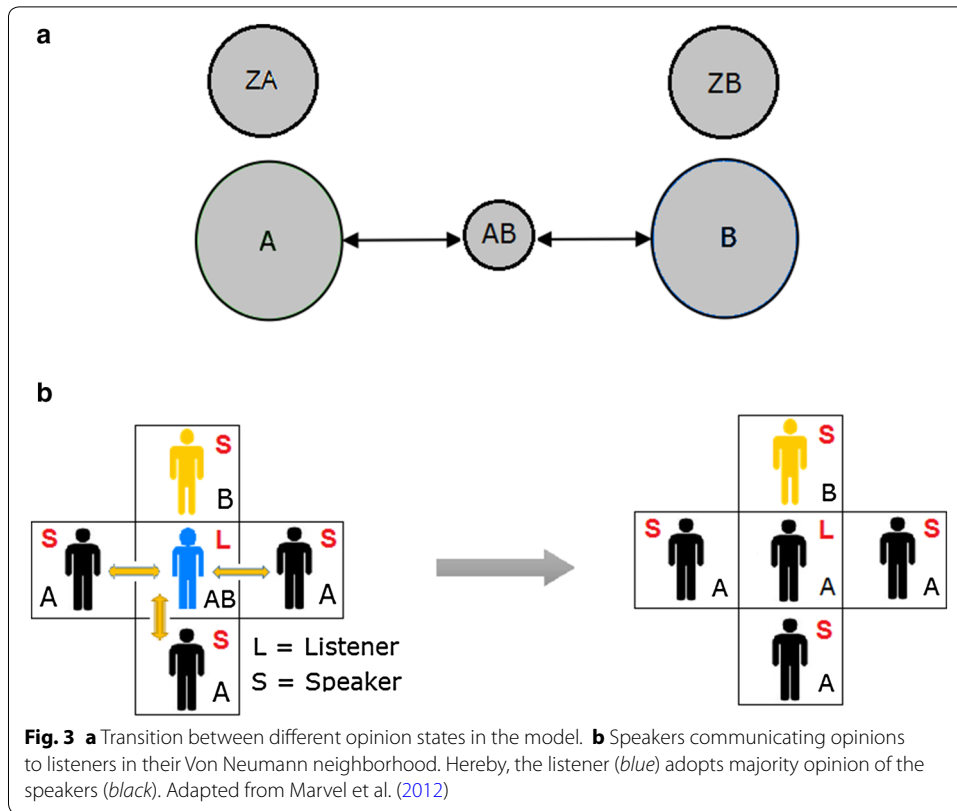 a
ZA
ZB
A
AB
B
b
S
B
S
L
S
A
AB
A
S
A
L = Listener
S = Speaker
S
B
S
L
S
A
A
A
S
A
Fig. 3 a Transition between different opinion states in the model. b Speakers communicating opinions
to listeners in their Von Neumann neighborhood. Hereby, the listener (blue) adopts majority opinion of the
speakers (black). Adapted from Marvel et al. (2012)